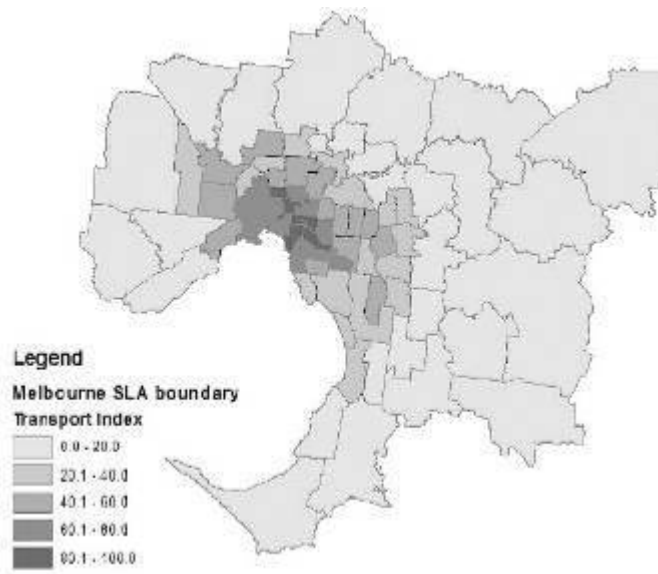 Legend
Melbourne SLA boundary
Transport Index
0.0 - 20.0
20.1 - 40.0
40.1 - 60.0
60.1 - 80.0
80.1 - 100.0